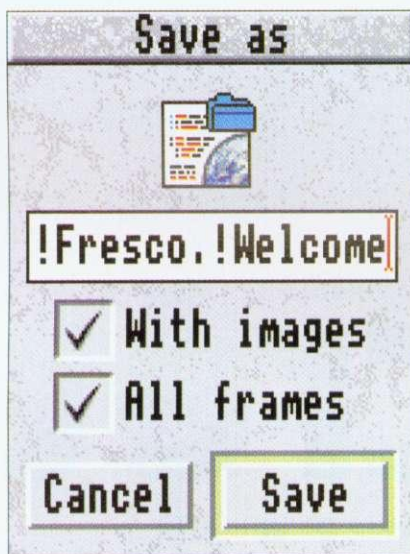 Save as
!Fresco.!Welcome
With images
All frames
Cancel Save